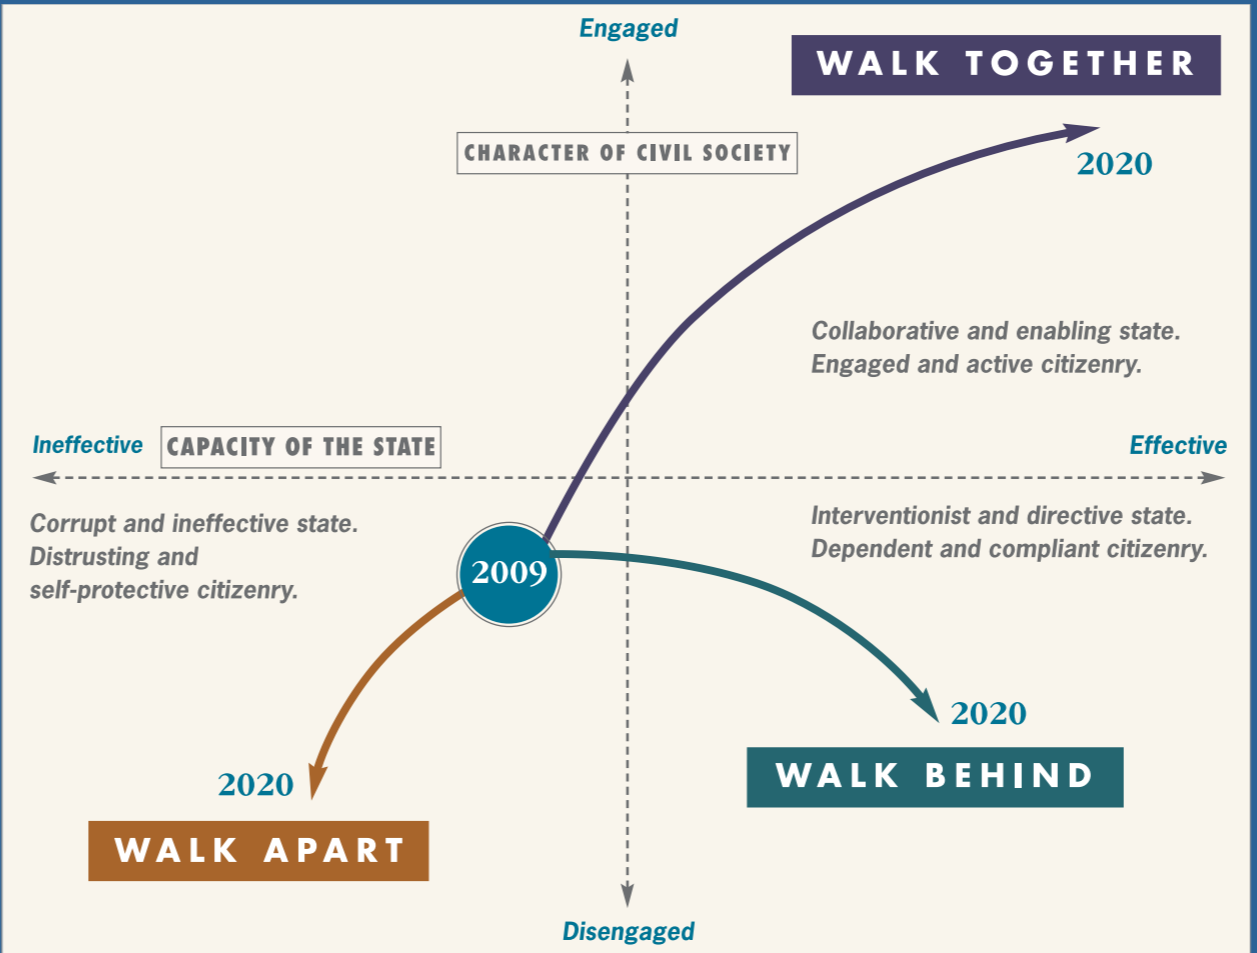 Engaged
WALK TOGETHER
CHARACTER OF CIVIL SOCIETY
2020
Collaborative and enabling state.
Engaged and active citizenry.
Ineffective
CAPACITY OF THE STATE
Effective
Corrupt and ineffective state.
Distrusting and
self-protective citizenry.
Interventionist and directive state.
Dependent and compliant citizenry.
2009
2020
WALK BEHIND
2020
WALK APART
Disengaged